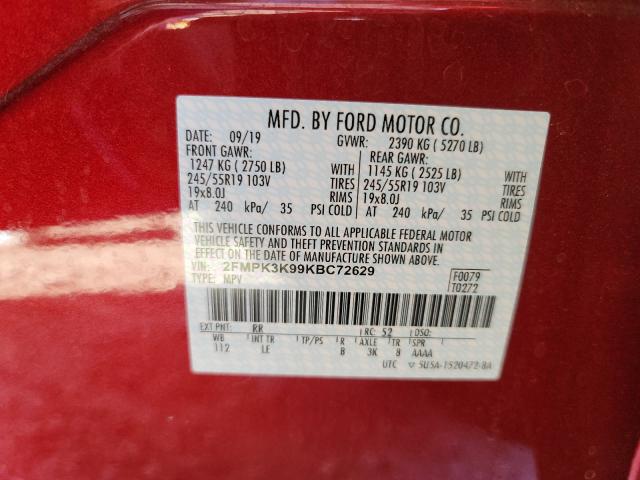 MFD. BY FORD MOTOR CO.
DATE: 09/19 GVWR: 2390 KG ( 5270 LB)
FRONT GAWR: REAR GAWR:
1247 KG ( 2750 LB) WITH 1145 KG ( 2525 LB) WITH
245/55R19 103V TIRES 245/55R19 103V TIRES
19x8.0J RIMS 19x8.0J RIMS
AT 240 kPa/ 35 PSI COLD AT 240 kPa/ 35 PSI COLD
THIS VEHICLE CONFORMS TO ALL APPLICABLE FEDERAL MOTOR
VEHICLE SAFETY AND THEFT PREVENTION STANDARDS IN
EFFECT ON THE DATE OF MANUFACTURE SHOWN ABOVE.
VIN: 2FMPK3K99KBC72629
TYPE: MPV
F0079
T0272
EXT PNT: RR RC: 52 DSO:
WB INT TR TP/PS R AXLE TR SPR
112 LE B 3K 8 AAAA
UTC ▽ 5U5A-1520472-BA